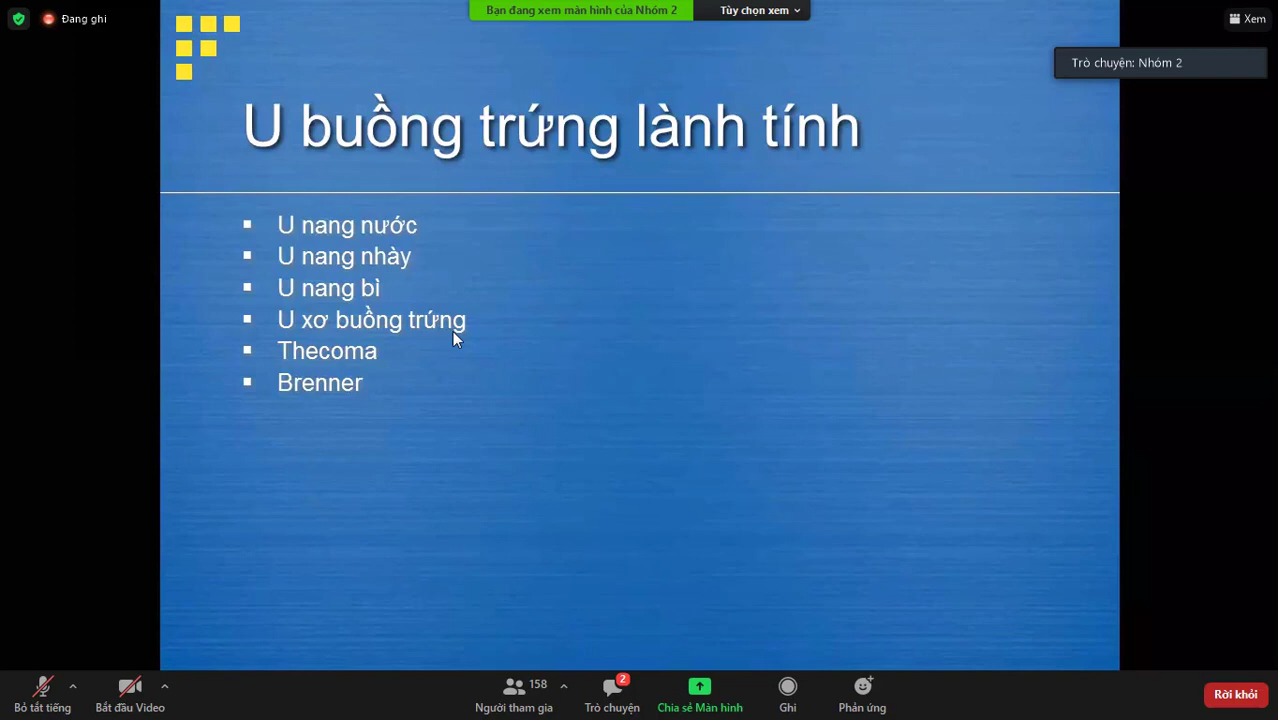 Đang ghi
Bạn đang xem màn hình của Nhóm 2
Tùy chọn xem
Xem
Trò chuyện: Nhóm 2
U buồng trứng lành tính
U nang nước
U nang nhày
U nang bì
U xơ buồng trứng
Thecoma
Brenner
Bỏ tắt tiếng
Bắt đầu Video
158
Người tham gia
2
Trò chuyện
Chia sẻ Màn hình
Ghi
Phản ứng
Rời khỏi